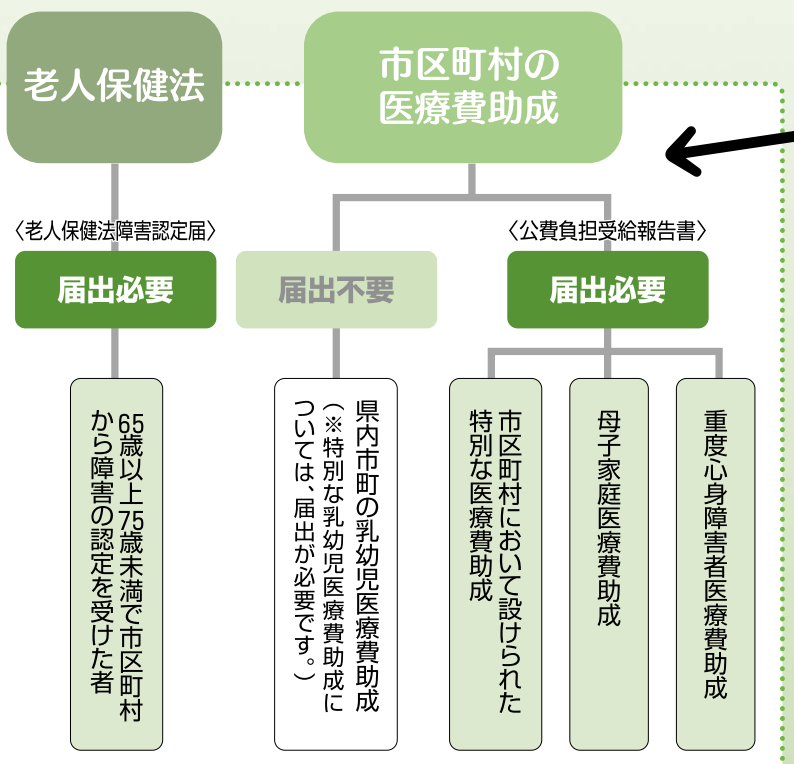 老人保健法
市区町村の
医療費助成
〈老人保健法障害認定届〉
〈公費負担受給報告書〉
届出必要
届出不要
届出必要
65歳以上75歳未満で市区町村
から障害の認定を受けた者
県内市町の乳幼児医療費助成
(※特別な乳幼児医療費助成に
ついては、届出が必要です。)
市区町村において設けられた
特別な医療費助成
母子家庭医療費助成
重度心身障害者医療費助成